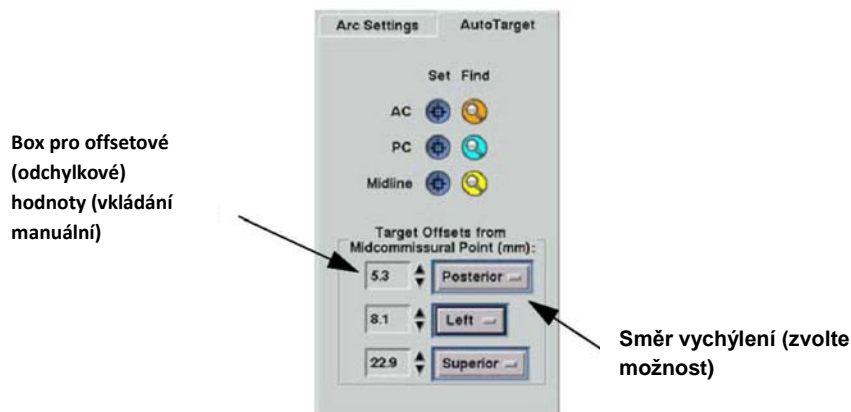 Arc Settings AutoTarget
Set Find
AC
PC
Midline
Box pro offsetové
(odchylkové)
hodnoty (vkládání
manuální)
Target Offsets from
Midcommissural Point (mm):
5.3 Posterior
8.1 Left
22.9 Superior
Směr vychýlení (zvolte
možnost)